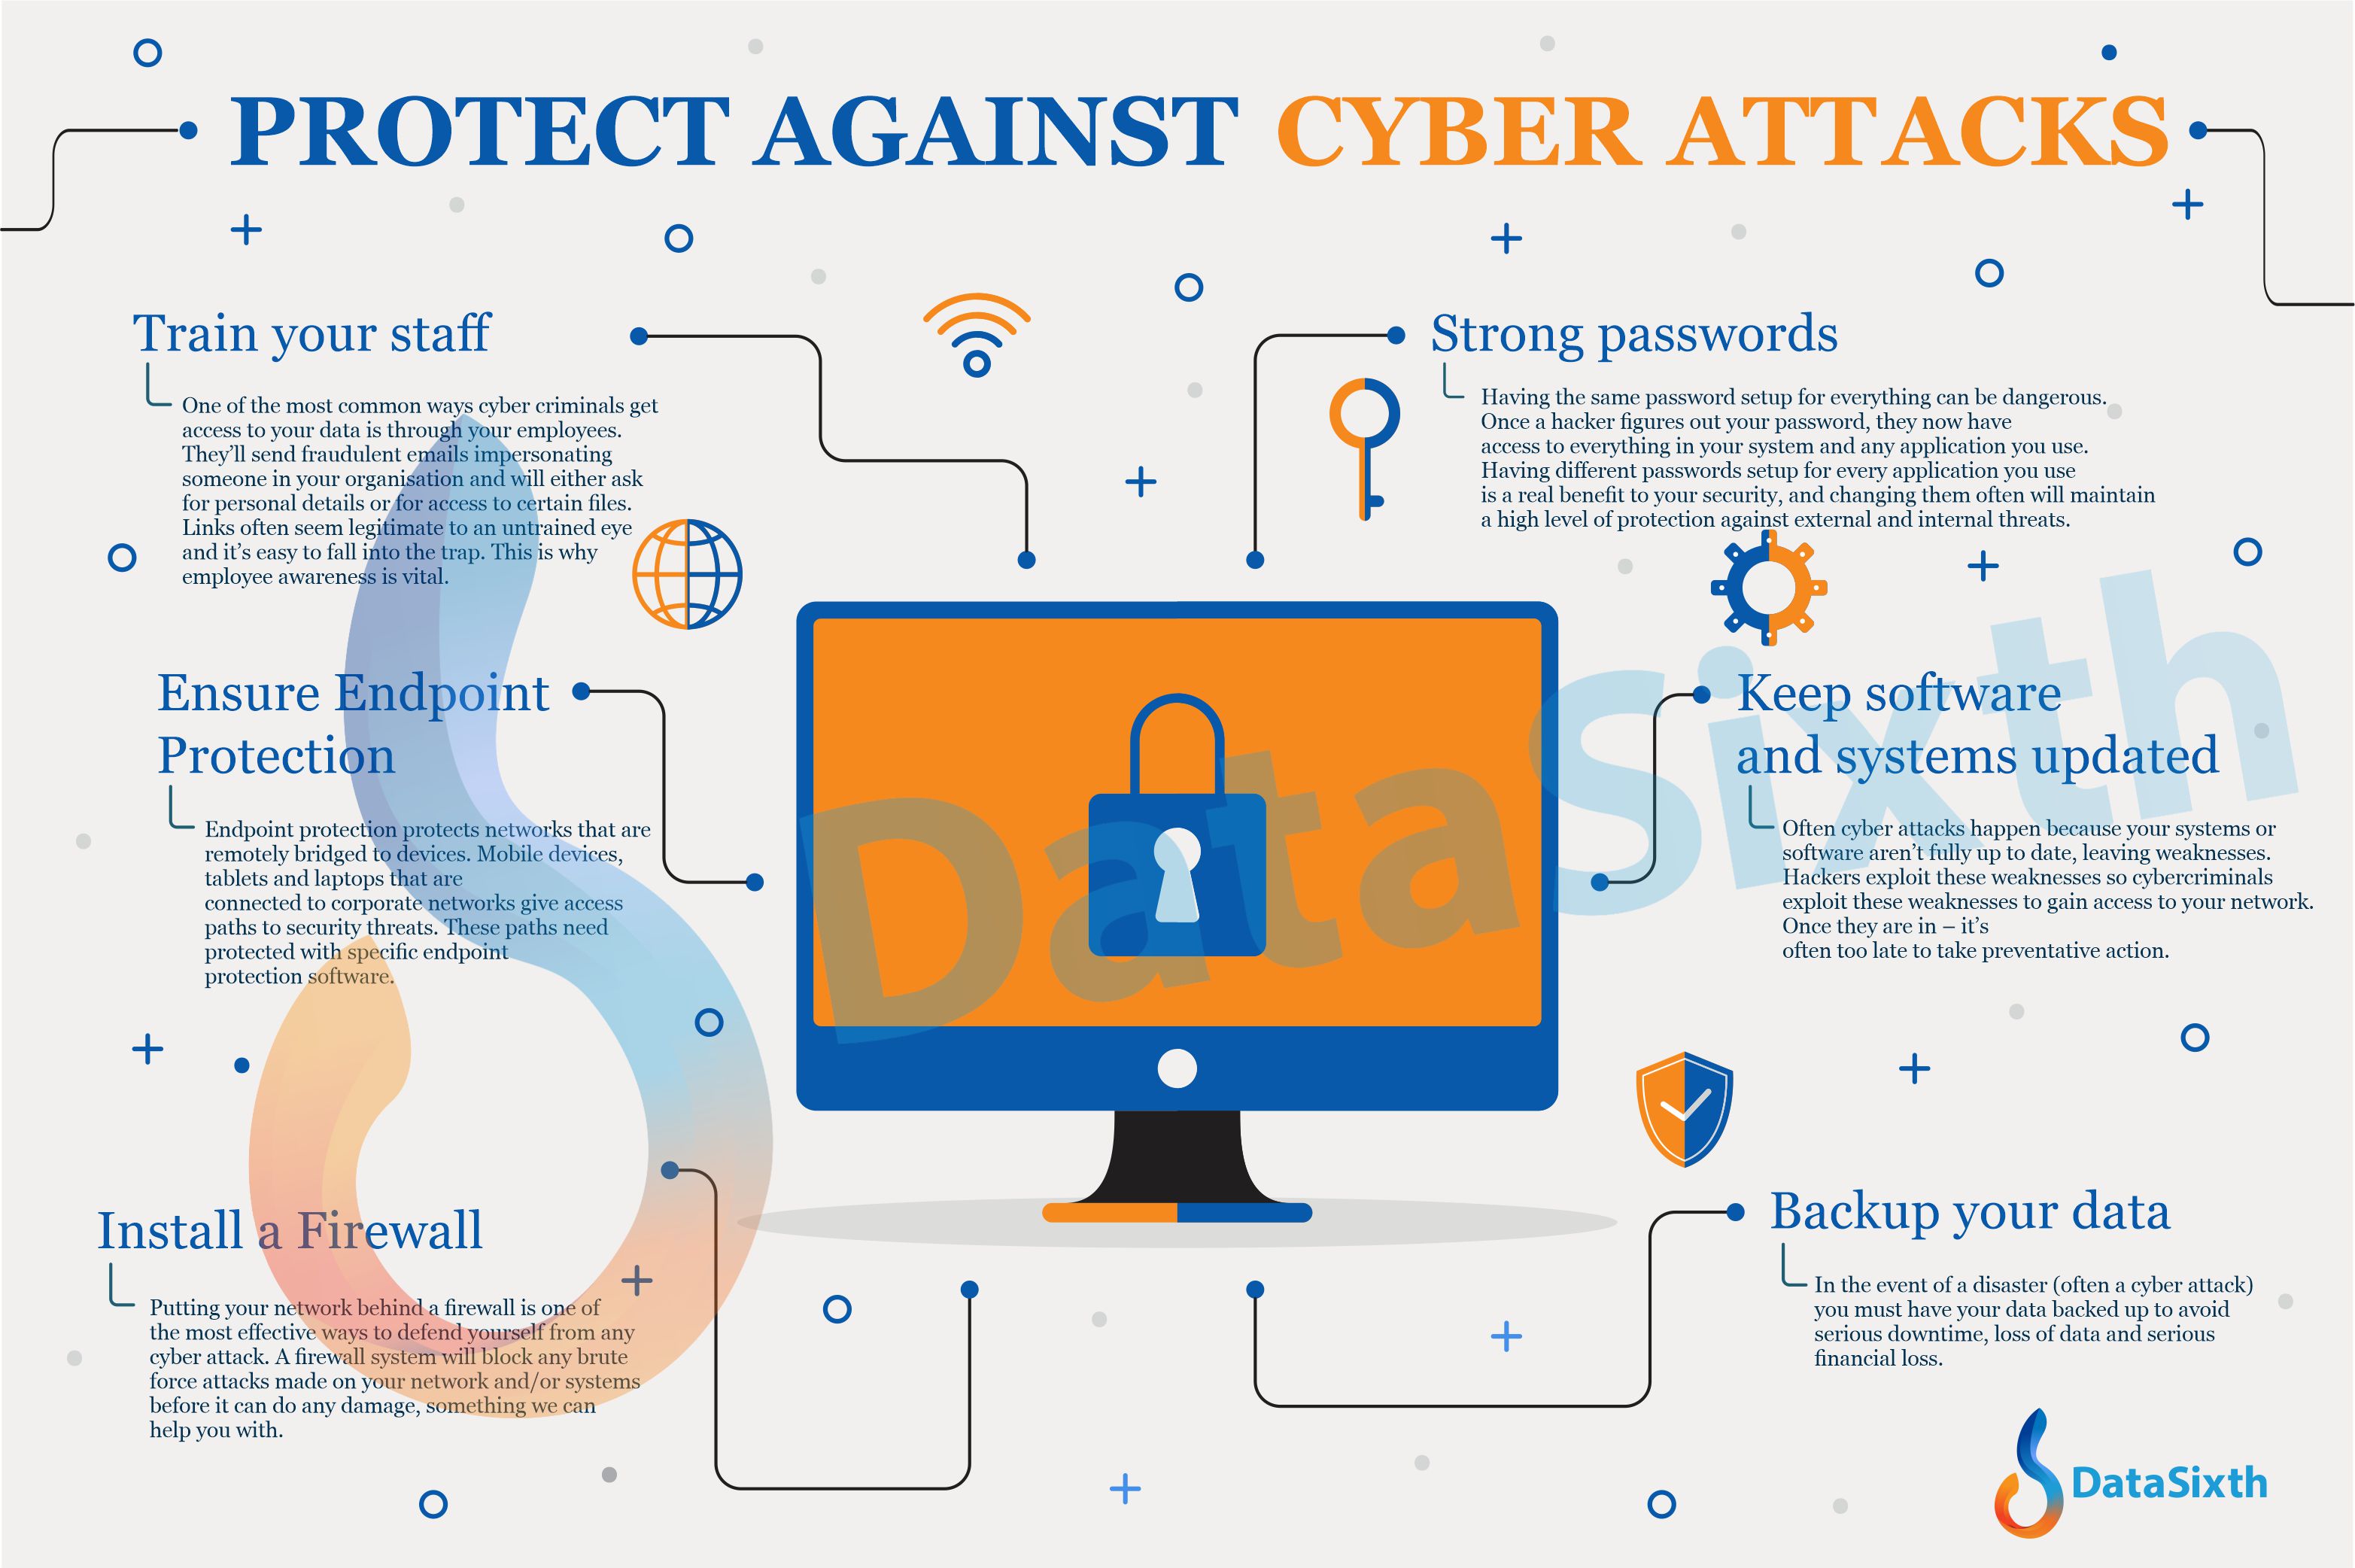 PROTECT AGAINST CYBER ATTACKS
Train your staff
One of the most common ways cyber criminals get
access to your data is through your employees.
They’ll send fraudulent emails impersonating
someone in your organisation and will either ask
for personal details or for access to certain files.
Links often seem legitimate to an untrained eye
and it’s easy to fall into the trap. This is why
employee awareness is vital.
Ensure Endpoint
Protection
Endpoint protection protects networks that are
remotely bridged to devices. Mobile devices,
tablets and laptops that are
connected to corporate networks give access
paths to security threats. These paths need
protected with specific endpoint
protection software.
Install a Firewall
Putting your network behind a firewall is one of
the most effective ways to defend yourself from any
cyber attack. A firewall system will block any brute
force attacks made on your network and/or systems
before it can do any damage, something we can
help you with.
Strong passwords
Having the same password setup for everything can be dangerous.
Once a hacker figures out your password, they now have
access to everything in your system and any application you use.
Having different passwords setup for every application you use
is a real benefit to your security, and changing them often will maintain
a high level of protection against external and internal threats.
Keep software
and systems updated
Often cyber attacks happen because your systems or
software aren’t fully up to date, leaving weaknesses.
Hackers exploit these weaknesses so cybercriminals
exploit these weaknesses to gain access to your network.
Once they are in – it’s
often too late to take preventative action.
Backup your data
In the event of a disaster (often a cyber attack)
you must have your data backed up to avoid
serious downtime, loss of data and serious
financial loss.
DataSixth
DataSixth